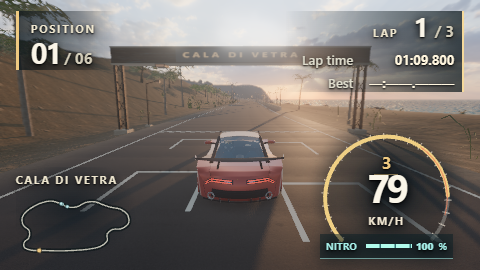 POSITION
01 / 06
CALA DI VETRA
LAP 1 / 3
Lap time 01:09.800
Best --:--.---
CALA DI VETRA
3
79
KM/H
NITRO 100 %